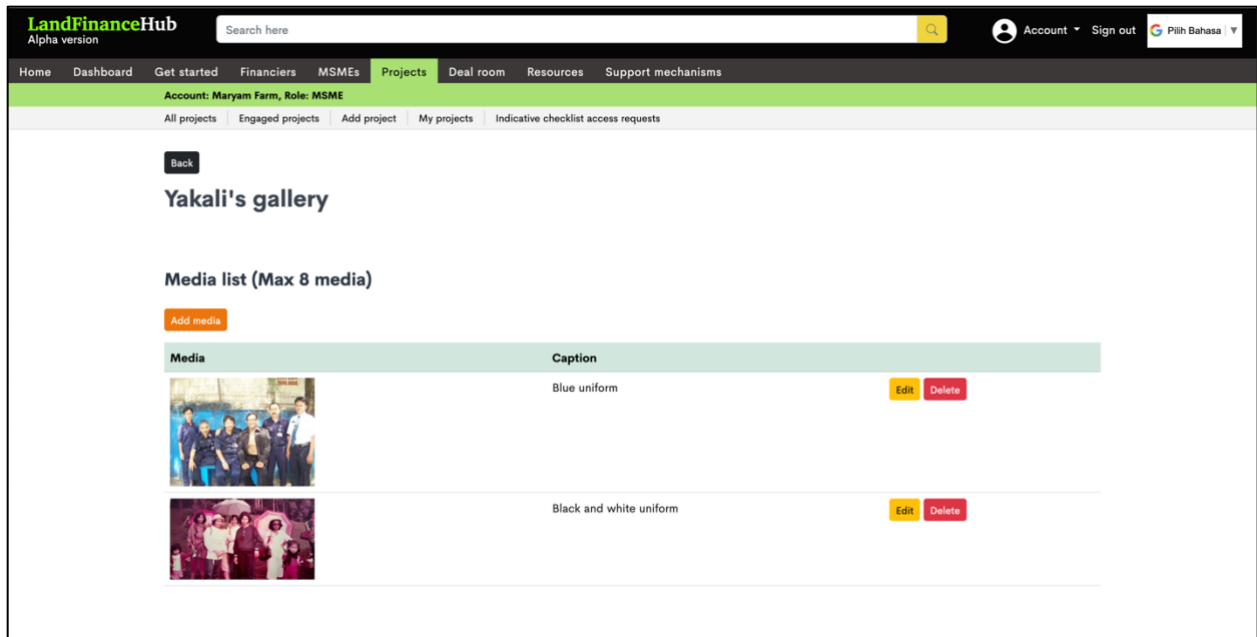 LandFinanceHub
Alpha version
Search here
Account
Sign out
G Pilih Bahasa ▼
Home Dashboard Get started Financiers MSMEs Projects Deal room Resources Support mechanisms
Account: Maryam Farm, Role: MSME
All projects Engaged projects Add project My projects Indicative checklist access requests
Back
Yakali's gallery
Media list (Max 8 media)
Add media
Media Caption
Blue uniform Edit Delete
Black and white uniform Edit Delete